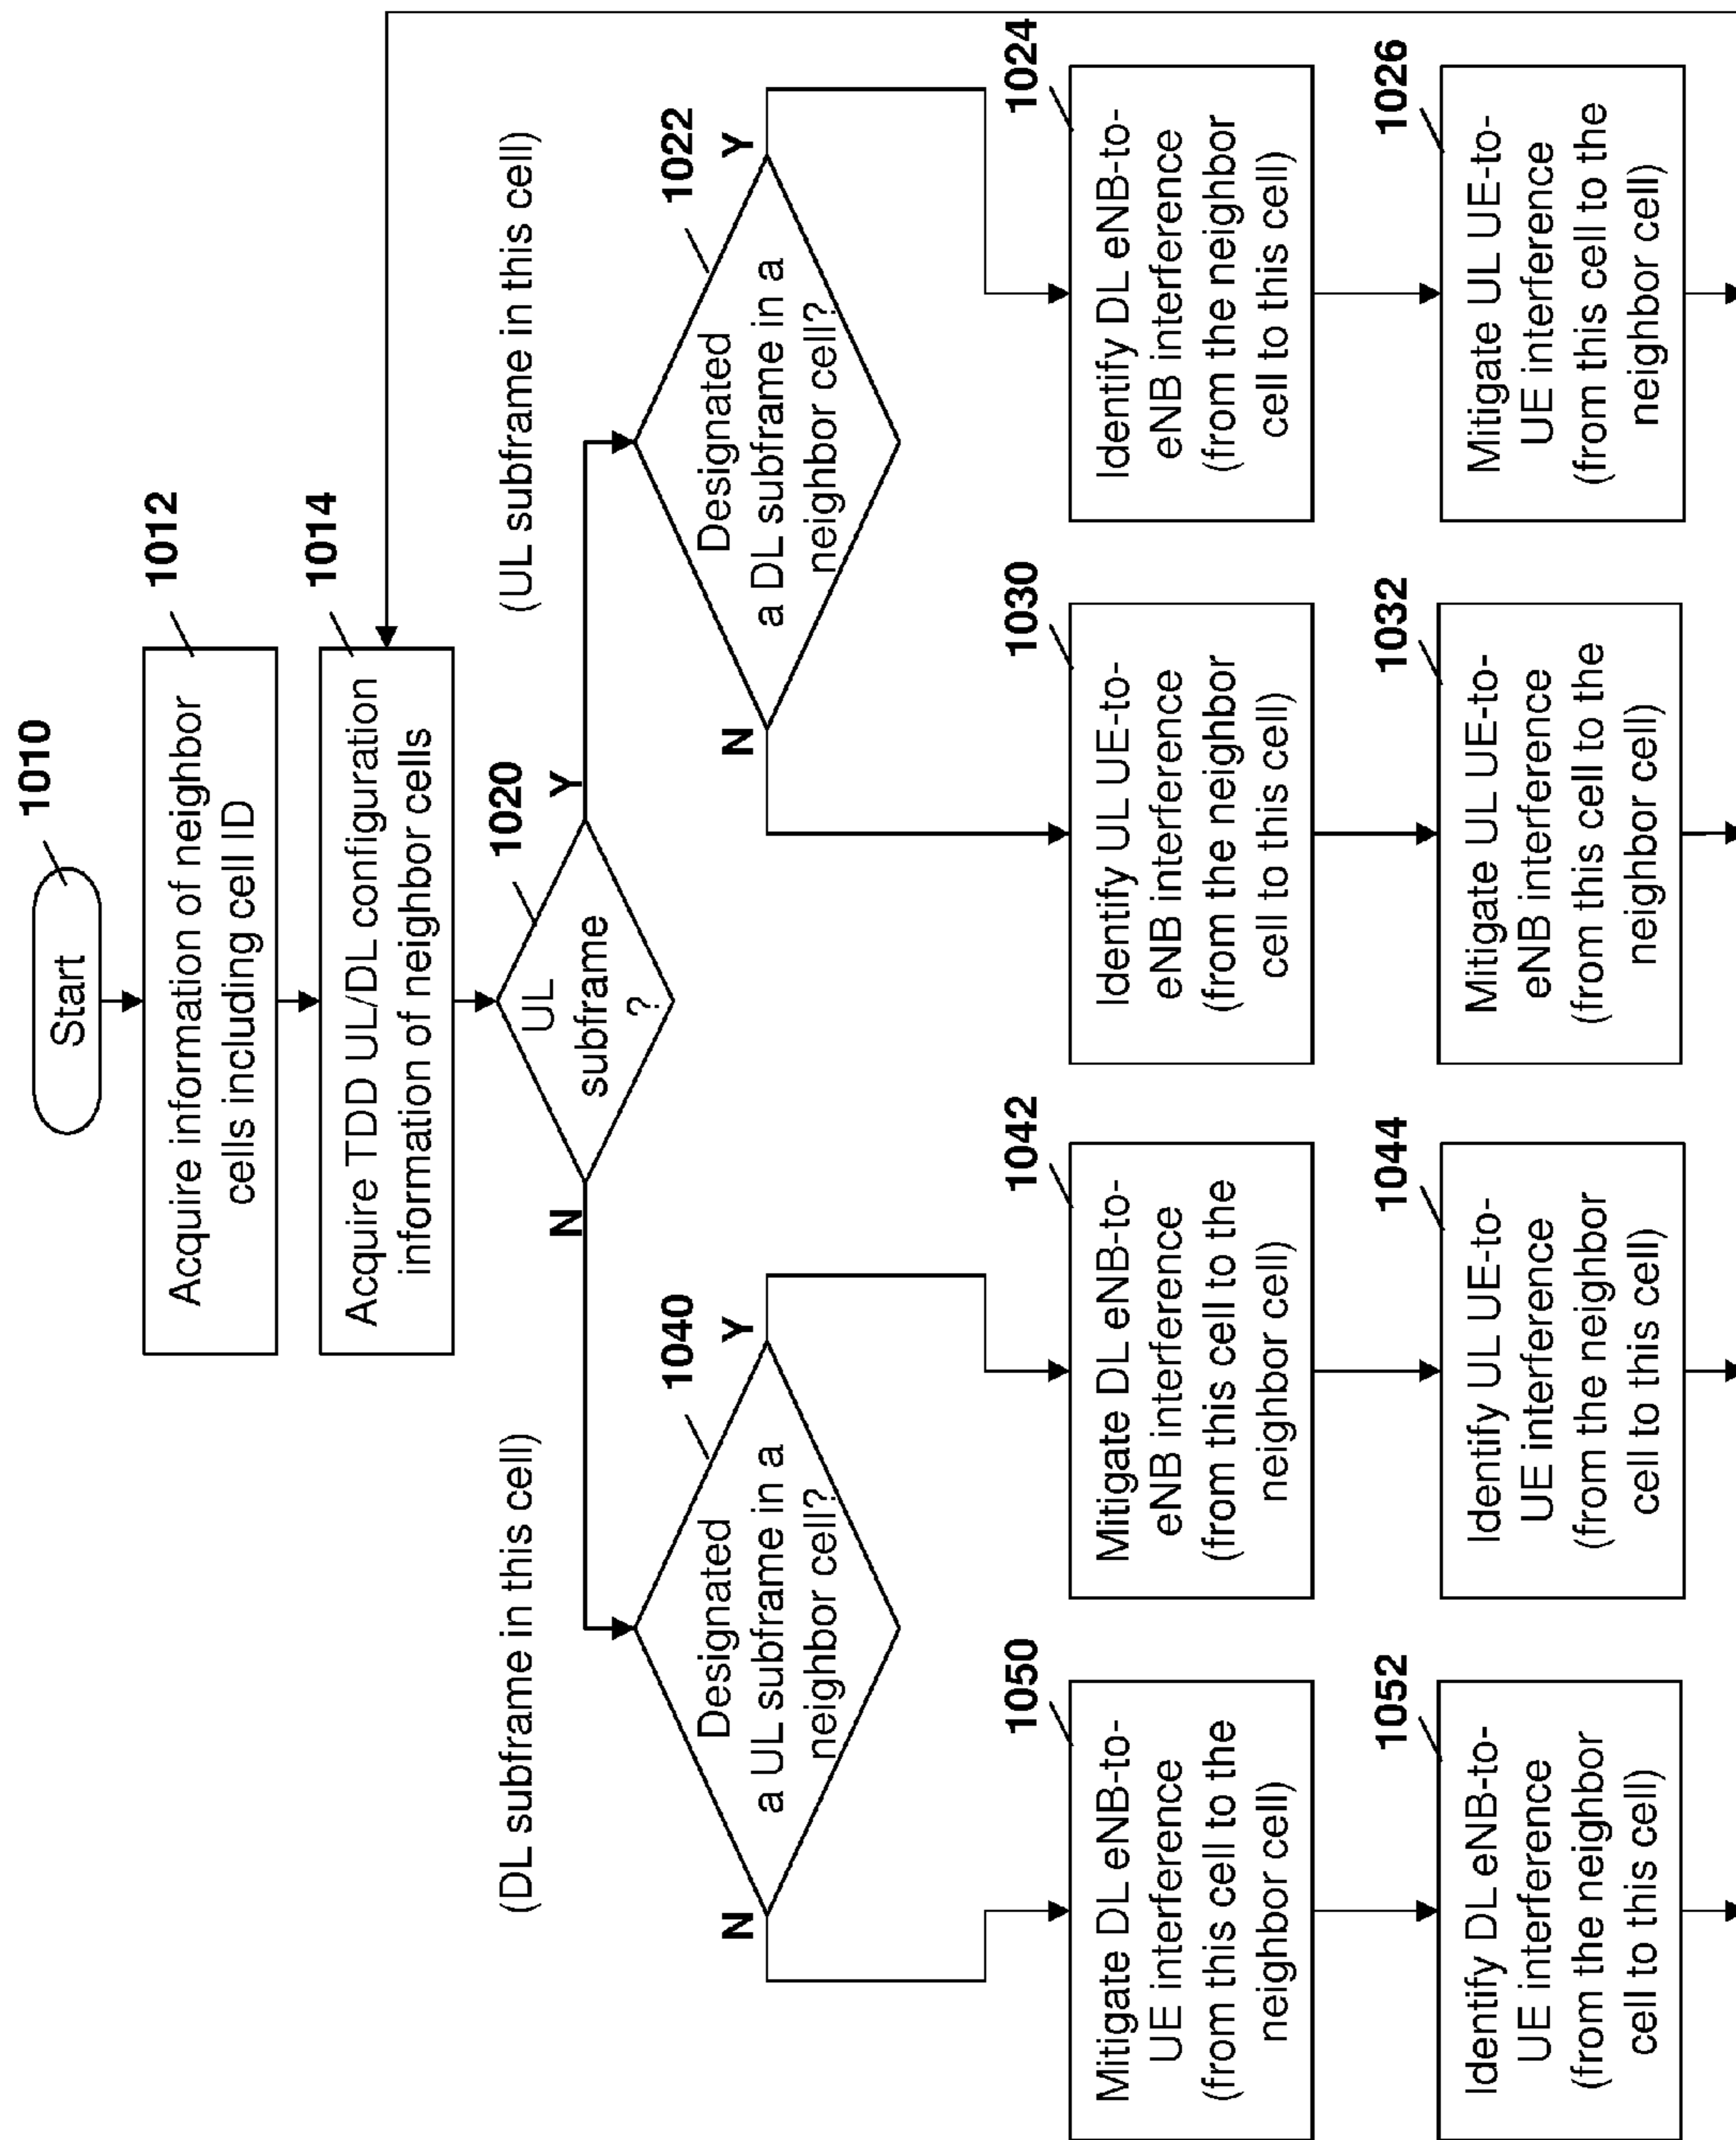 1010
Start
1012
Acquire information of neighbor
cells including cell ID
1014
Acquire TDD UL/DL configuration
information of neighbor cells
1020
UL
subframe
?
N
Y
(DL subframe in this cell)
(UL subframe in this cell)
1040
Designated
a UL subframe in a
neighbor cell?
N
Y
1022
Designated
a DL subframe in a
neighbor cell?
N
Y
1050
Mitigate DL eNB-to-
UE interference
(from this cell to the
neighbor cell)
1042
Mitigate DL eNB-to-
eNB interference
(from this cell to the
neighbor cell)
1030
Identify UL UE-to-
eNB interference
(from the neighbor
cell to this cell)
1024
Identify DL eNB-to-
eNB interference
(from the neighbor
cell to this cell)
1052
Identify DL eNB-to-
UE interference
(from the neighbor
cell to this cell)
1044
Identify UL UE-to-
UE interference
(from the neighbor
cell to this cell)
1032
Mitigate UL UE-to-
eNB interference
(from this cell to the
neighbor cell)
1026
Mitigate UL UE-to-
UE interference
(from this cell to the
neighbor cell)